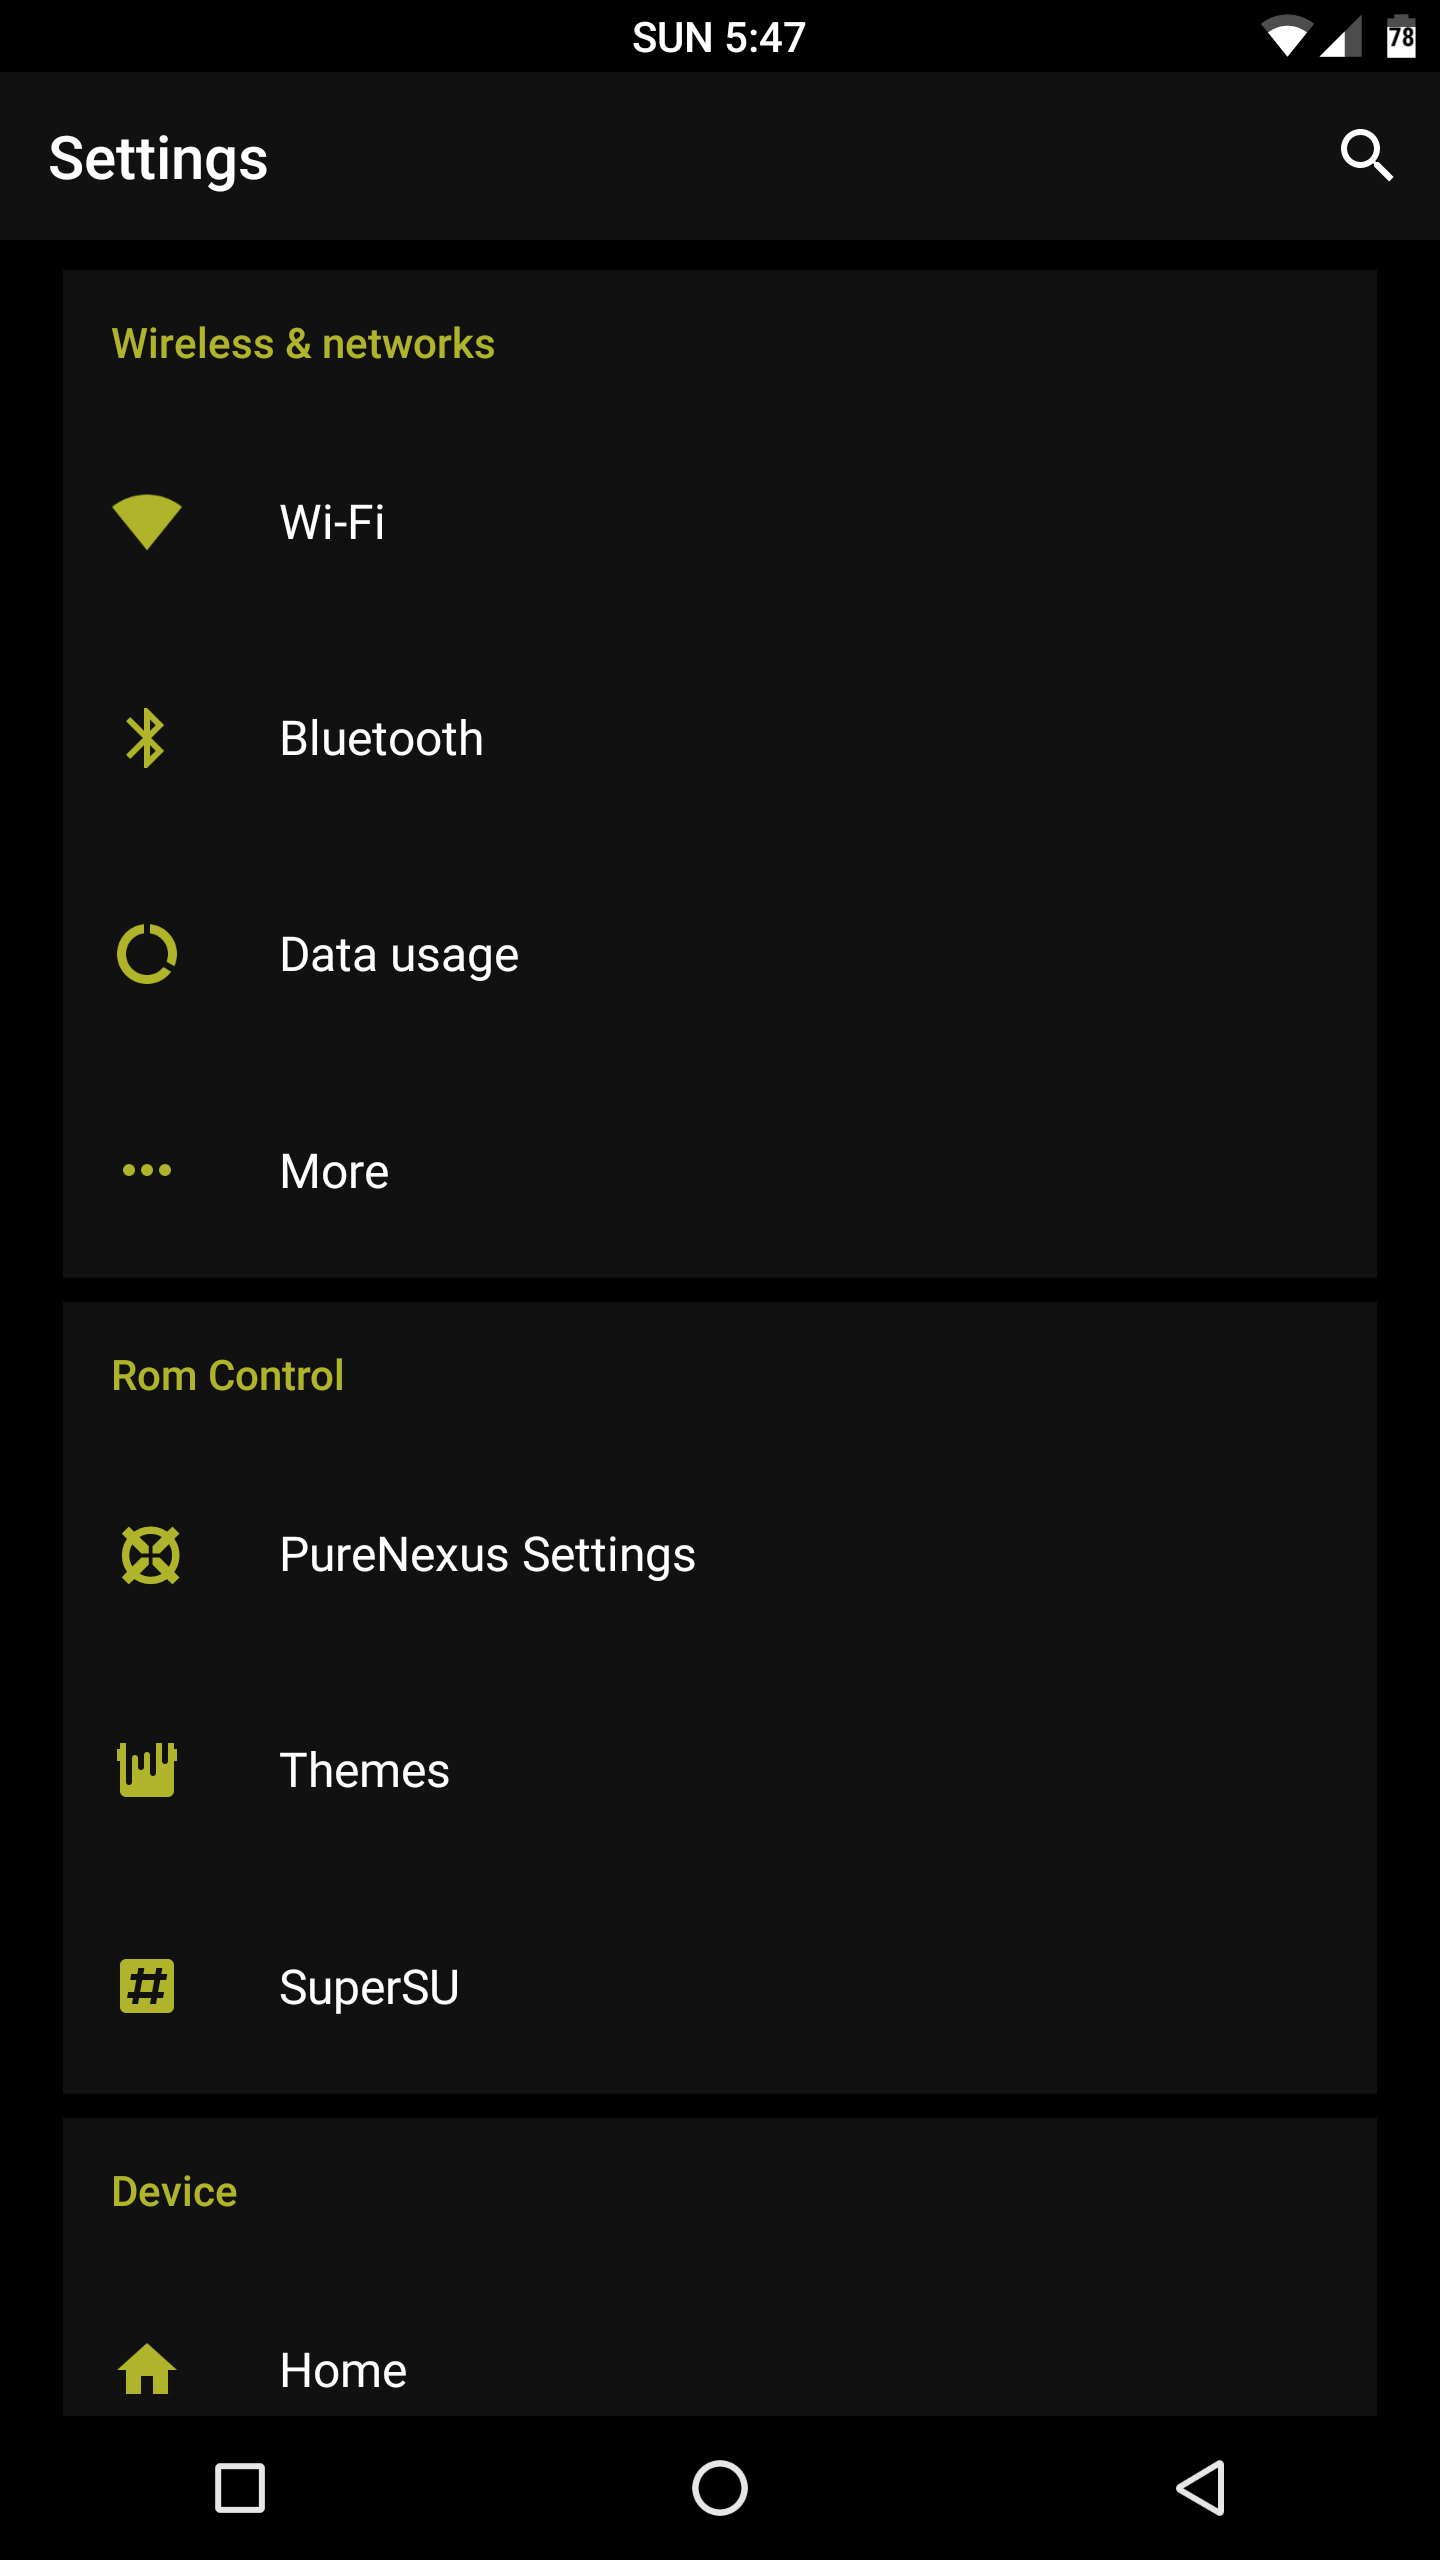 SUN 5:47
78
Settings
Wireless & networks
Wi-Fi
Bluetooth
Data usage
More
Rom Control
PureNexus Settings
Themes
#
SuperSU
Device
Home